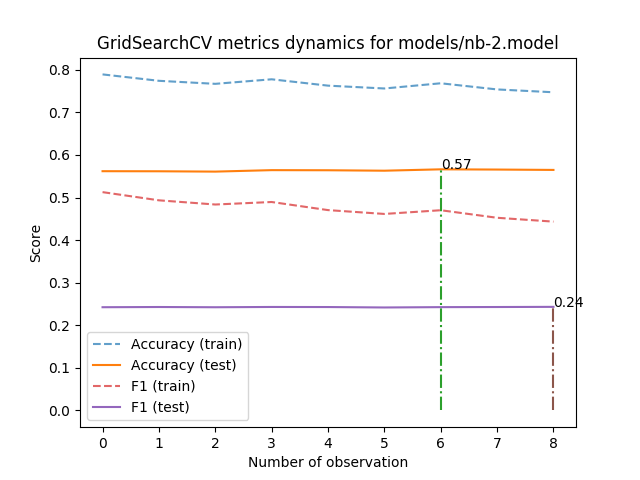 GridSearchCV metrics dynamics for models/nb-2.model
0.8
0.7
0.6
0.5
0.4
0.3
0.2
0.1
0.0
Score
0.57
0.24
Accuracy (train)
Accuracy (test)
F1 (train)
F1 (test)
0 1 2 3 4 5 6 7 8
Number of observation